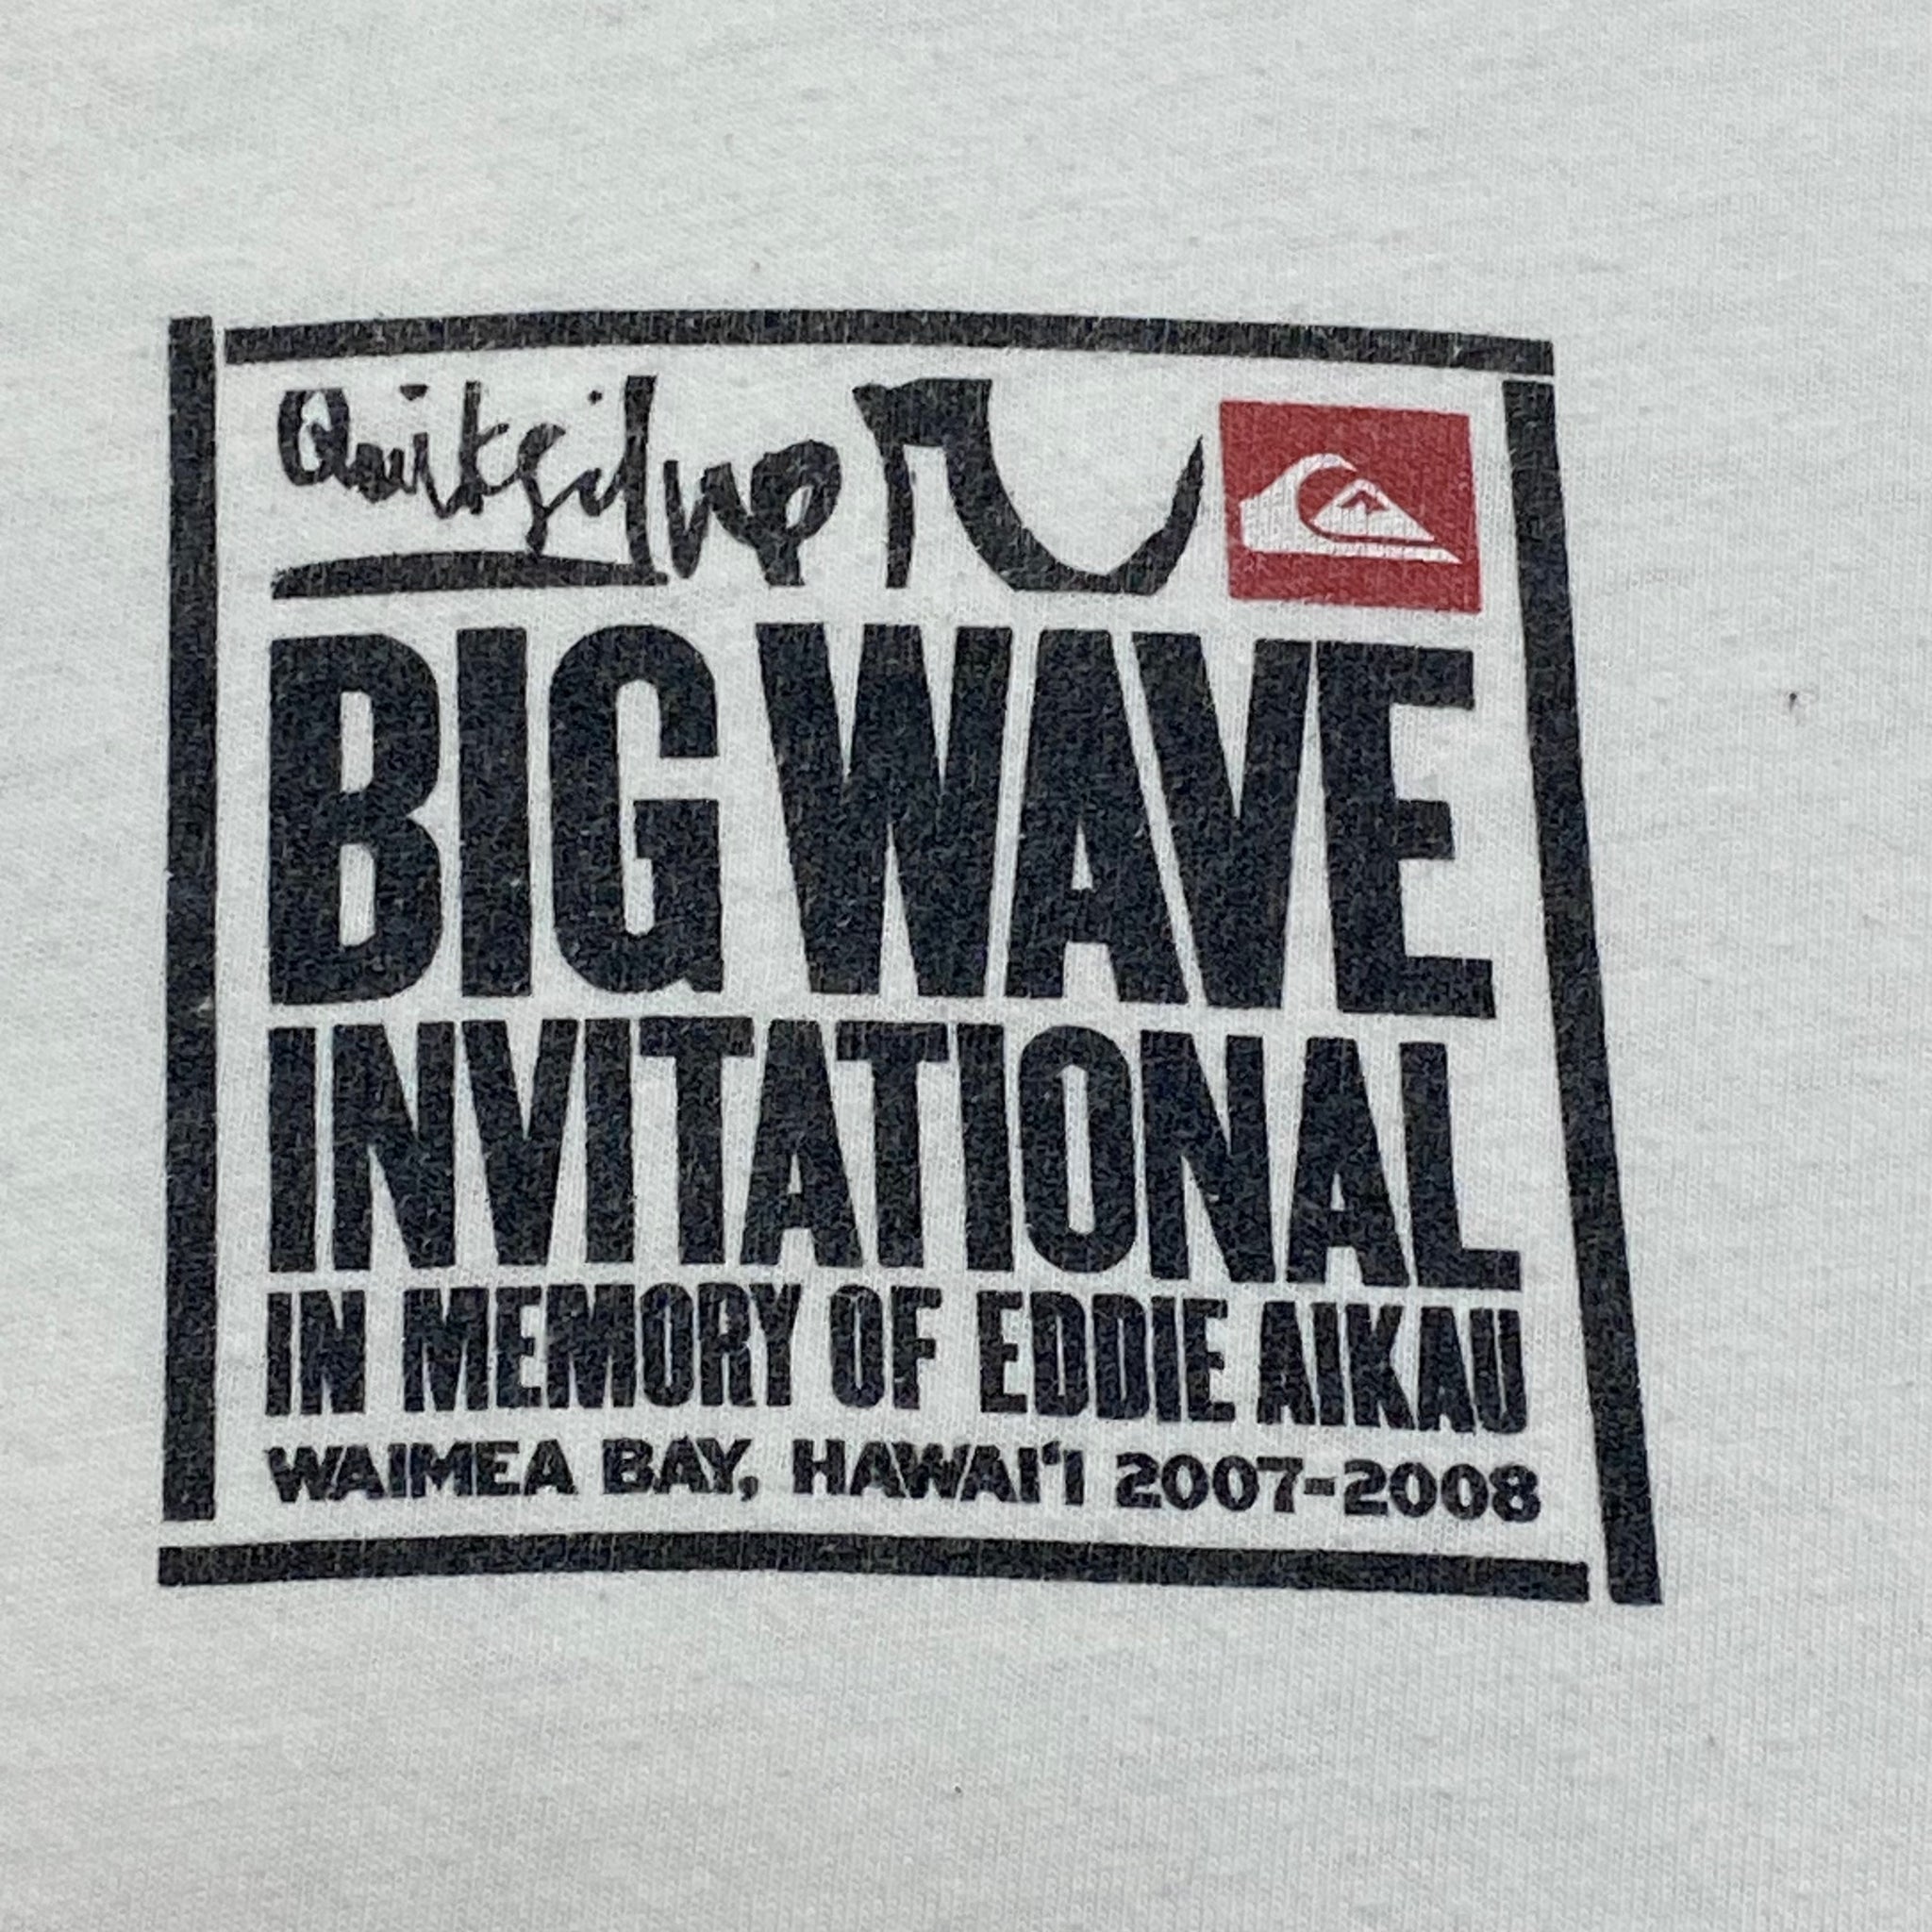 Quiksilver
BIG WAVE
INVITATIONAL
IN MEMORY OF EDDIE AIKAU
WAIMEA BAY, HAWAI‘I 2007-2008